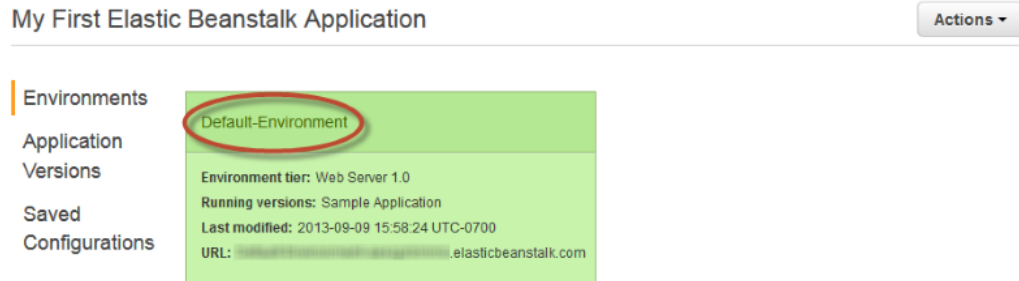 My First Elastic Beanstalk Application
Actions
Environments
Application
Versions
Saved
Configurations
Default-Environment
Environment tier: Web Server 1.0
Running versions: Sample Application
Last modified: 2013-09-09 15:58:24 UTC-0700
URL: .elasticbeanstalk.com